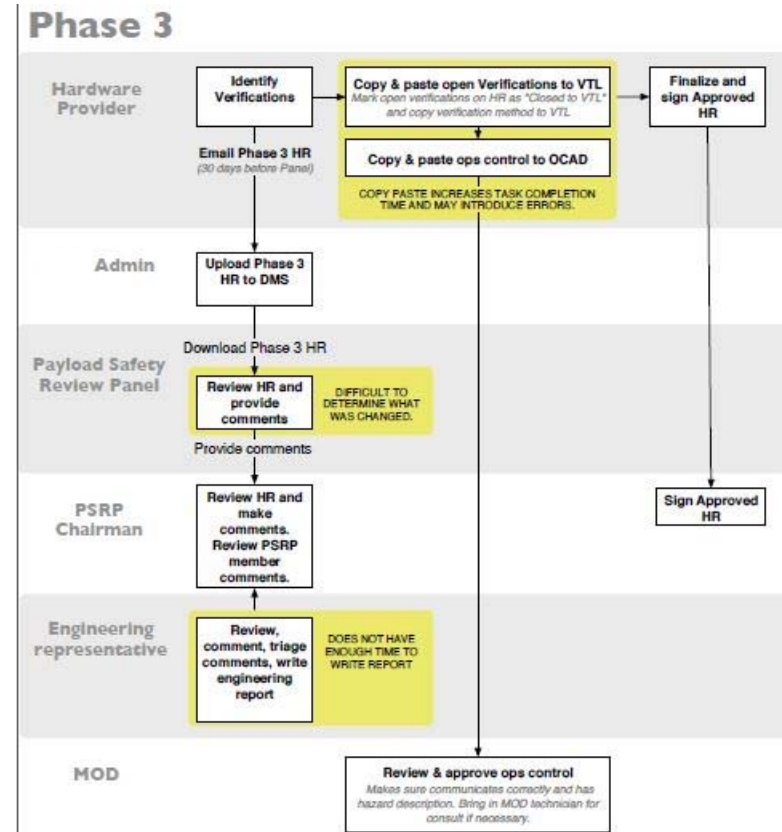 Phase 3
Hardware
Provider
Identify
Verifications
Copy & paste open Verifications to VTL
Mark open verifications on HR as "Closed to VTL"
and copy verification method to VTL
Finalize and
sign Approved
HR
Email Phase 3 HR
(30 days before Panel)
Copy & paste ops control to OCAD
COPY PASTE INCREASES TASK COMPLETION
TIME AND MAY INTRODUCE ERRORS.
Admin
Upload Phase 3
HR to DMS
Download Phase 3 HR
Payload Safety
Review Panel
Review HR and
provide
comments
DIFFICULT TO
DETERMINE WHAT
WAS CHANGED.
Provide comments
PSRP
Chairman
Review HR and
make
comments.
Review PSRP
member
comments.
Sign Approved
HR
Engineering
representative
Review,
comment, triage
comments, write
engineering
report
DOES NOT HAVE
ENOUGH TIME TO
WRITE REPORT
MOD
Review & approve ops control
Makes sure communicates correctly and has
hazard description. Bring in MOD technician for
consult if necessary.